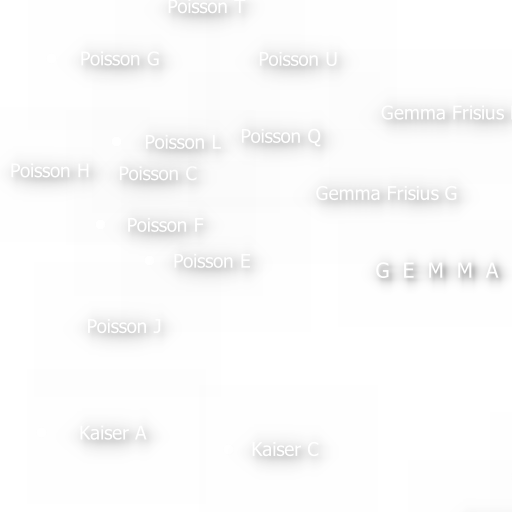 Poisson T
Poisson G
Poisson U
Gemma Frisius
Poisson Q
Poisson L
Poisson H
Poisson C
Gemma Frisius G
Poisson F
Poisson E
G E M M A
Poisson J
Kaiser A
Kaiser C